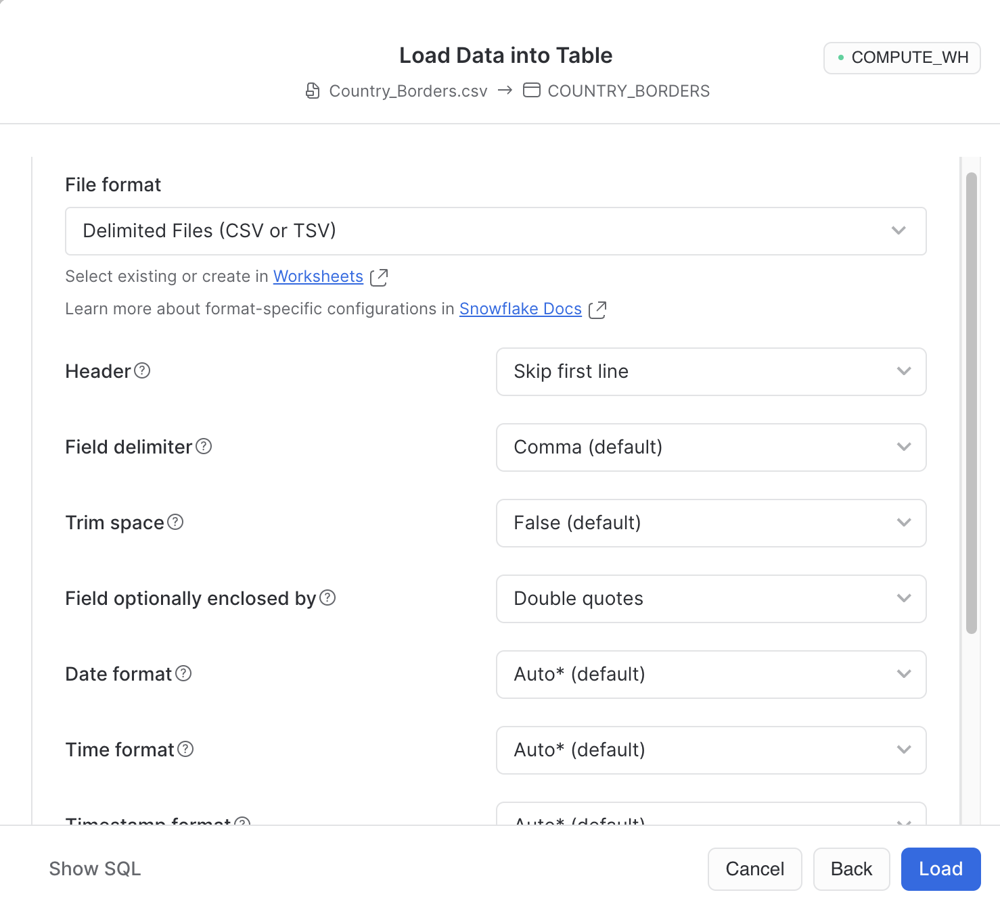 Load Data into Table
COMPUTE_WH
Country_Borders.csv → COUNTRY_BORDERS
File format
Delimited Files (CSV or TSV)
Select existing or create in Worksheets
Learn more about format-specific configurations in Snowflake Docs
Header
Skip first line
Field delimiter
Comma (default)
Trim space
False (default)
Field optionally enclosed by
Double quotes
Date format
Auto* (default)
Time format
Auto* (default)
Timestamp format
Auto* (default)
Show SQL
Cancel
Back
Load